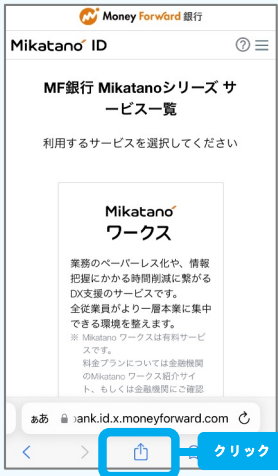 Money Forward 銀行
Mikatano ID
MF銀行 Mikatanoシリーズ サ
ービス一覧
利用するサービスを選択してください
Mikatano
ワークス
業務のペーパーレス化や、情報
把握にかかる時間削減に繋がる
DX支援のサービスです。
全従業員がより一層本業に集中
できる環境を整えます。
※ Mikatano ワークスは有料サービ
スです。
料金プランについては金融機関
のMikatano ワークス紹介サイ
ト、もしくは金融機関にご確認
ぁあ ank.id.x.moneyforward.com
クリック